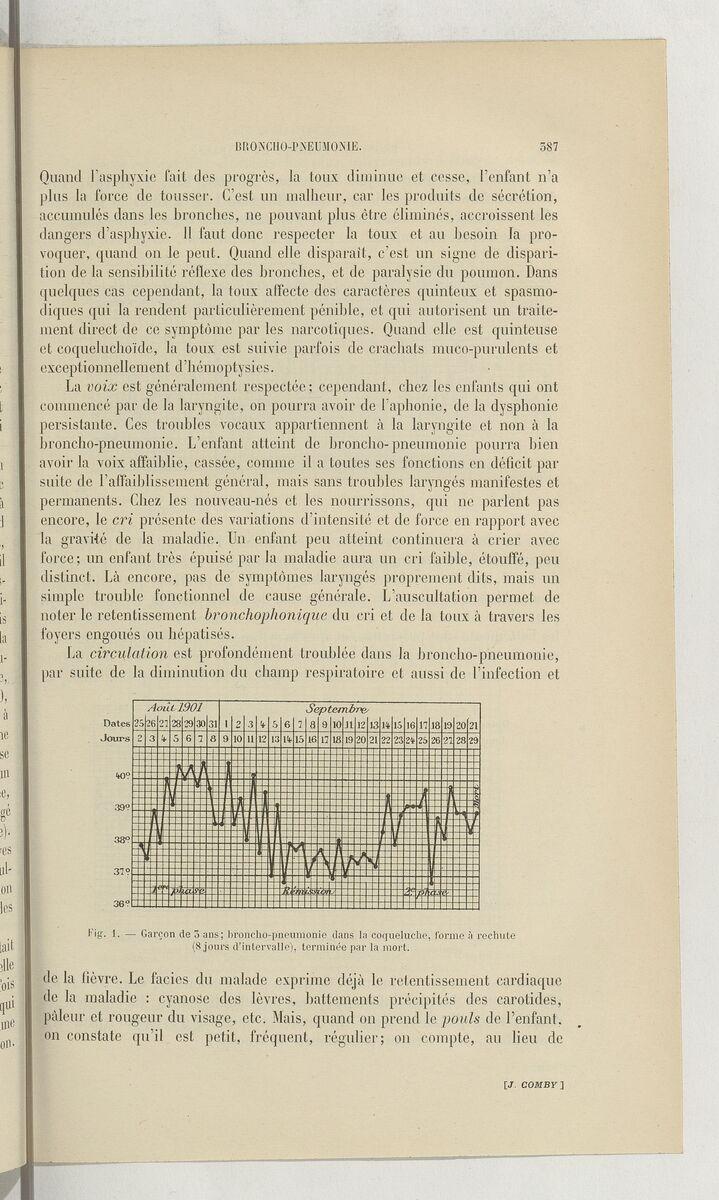 BRONCHO-PNEUMONIE. 387
Quand l'asphyxie fait des progrès, la toux diminue et cesse, l'enfant n'a
plus la force de tousser. C'est un malheur, car les produits de sécrétion,
accumulés dans les bronches, ne pouvant plus être éliminés, accroissent les
dangers d'asphyxie. Il faut donc respecter la toux et au besoin la pro-
voquer, quand on le peut. Quand elle disparaît, c'est un signe de dispari-
tion de la sensibilité réflexe des bronches, et de paralysie du poumon. Dans
quelques cas cependant, la toux affecte des caractères quinteux et spasmo-
diques qui la rendent particulièrement pénible, et qui autorisent un traite-
ment direct de ce symptôme par les narcotiques. Quand elle est quinteuse
et coqueluchoïde, la toux est suivie parfois de crachats muco-purulents et
exceptionnellement d'hémoptysies.
La voix est généralement respectée; cependant, chez les enfants qui ont
commencé par de la laryngite, on pourra avoir de l'aphonie, de la dysphonie
persistante. Ces troubles vocaux appartiennent à la laryngite et non à la
broncho-pneumonie. L'enfant atteint de broncho-pneumonie pourra bien
avoir la voix affaiblie, cassée, comme il a toutes ses fonctions en déficit par
suite de l'affaiblissement général, mais sans troubles laryngés manifestes et
permanents. Chez les nouveau-nés et les nourrissons, qui ne parlent pas
encore, le cri présente des variations d'intensité et de force en rapport avec
la gravité de la maladie. Un enfant peu atteint continuera à crier avec
force; un enfant très épuisé par la maladie aura un cri faible, étouffé, peu
distinct. Là encore, pas de symptômes laryngés proprement dits, mais un
simple trouble fonctionnel de cause générale. L'auscultation permet de
noter le retentissement bronchophonique du cri et de la toux à travers les
foyers engoués ou hépatisés.
La circulation est profondément troublée dans la broncho-pneumonie,
par suite de la diminution du champ respiratoire et aussi de l'infection et
Août 1901 Septembre
Dates 25 26 27 28 29 30 31 1 2 3 4 5 6 7 8 9 10 11 12 13 14 15 16 17 18 19 20 21
Jours 2 3 4 5 6 7 8 9 10 11 12 13 14 15 16 17 18 19 20 21 22 23 24 25 26 27 28 29
40°
39°
38°
37°
36°
1ère phase Rémission 2e phase Mort
Fig. 1. — Garçon de 3 ans; broncho-pneumonie dans la coqueluche, forme à rechute
(8 jours d'intervalle), terminée par la mort.
de la fièvre. Le facies du malade exprime déjà le retentissement cardiaque
de la maladie : cyanose des lèvres, battements précipités des carotides,
pâleur et rougeur du visage, etc. Mais, quand on prend le pouls de l'enfant,
on constate qu'il est petit, fréquent, régulier; on compte, au lieu de
[J. COMBY]